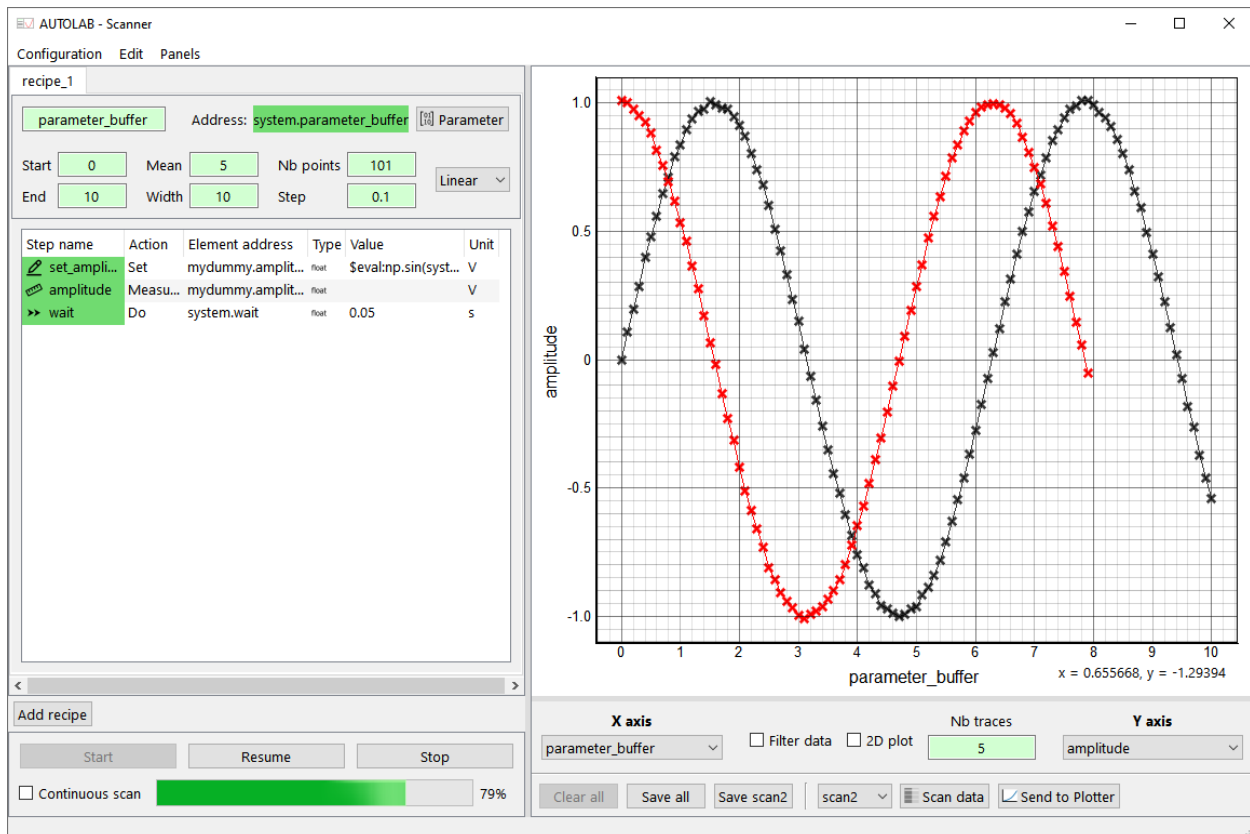 AUTOLAB - Scanner
Configuration Edit Panels
recipe_1
parameter_buffer Address: system.parameter_buffer Parameter
Start 0 Mean 5 Nb points 101 Linear
End 10 Width 10 Step 0.1
Step name Action Element address Type Value Unit
set_ampli... Set mydummy.amplit... float $eval:np.sin(syst... V
amplitude Measu... mydummy.amplit... float V
wait Do system.wait float 0.05 s
Add recipe
Start Resume Stop
Continuous scan 79%
1.0
0.5
0
-0.5
-1.0
amplitude
0 1 2 3 4 5 6 7 8 9 10
parameter_buffer
x = 0.655668, y = -1.29394
X axis Nb traces Y axis
parameter_buffer Filter data 2D plot 5 amplitude
Clear all Save all Save scan2 scan2 Scan data Send to Plotter